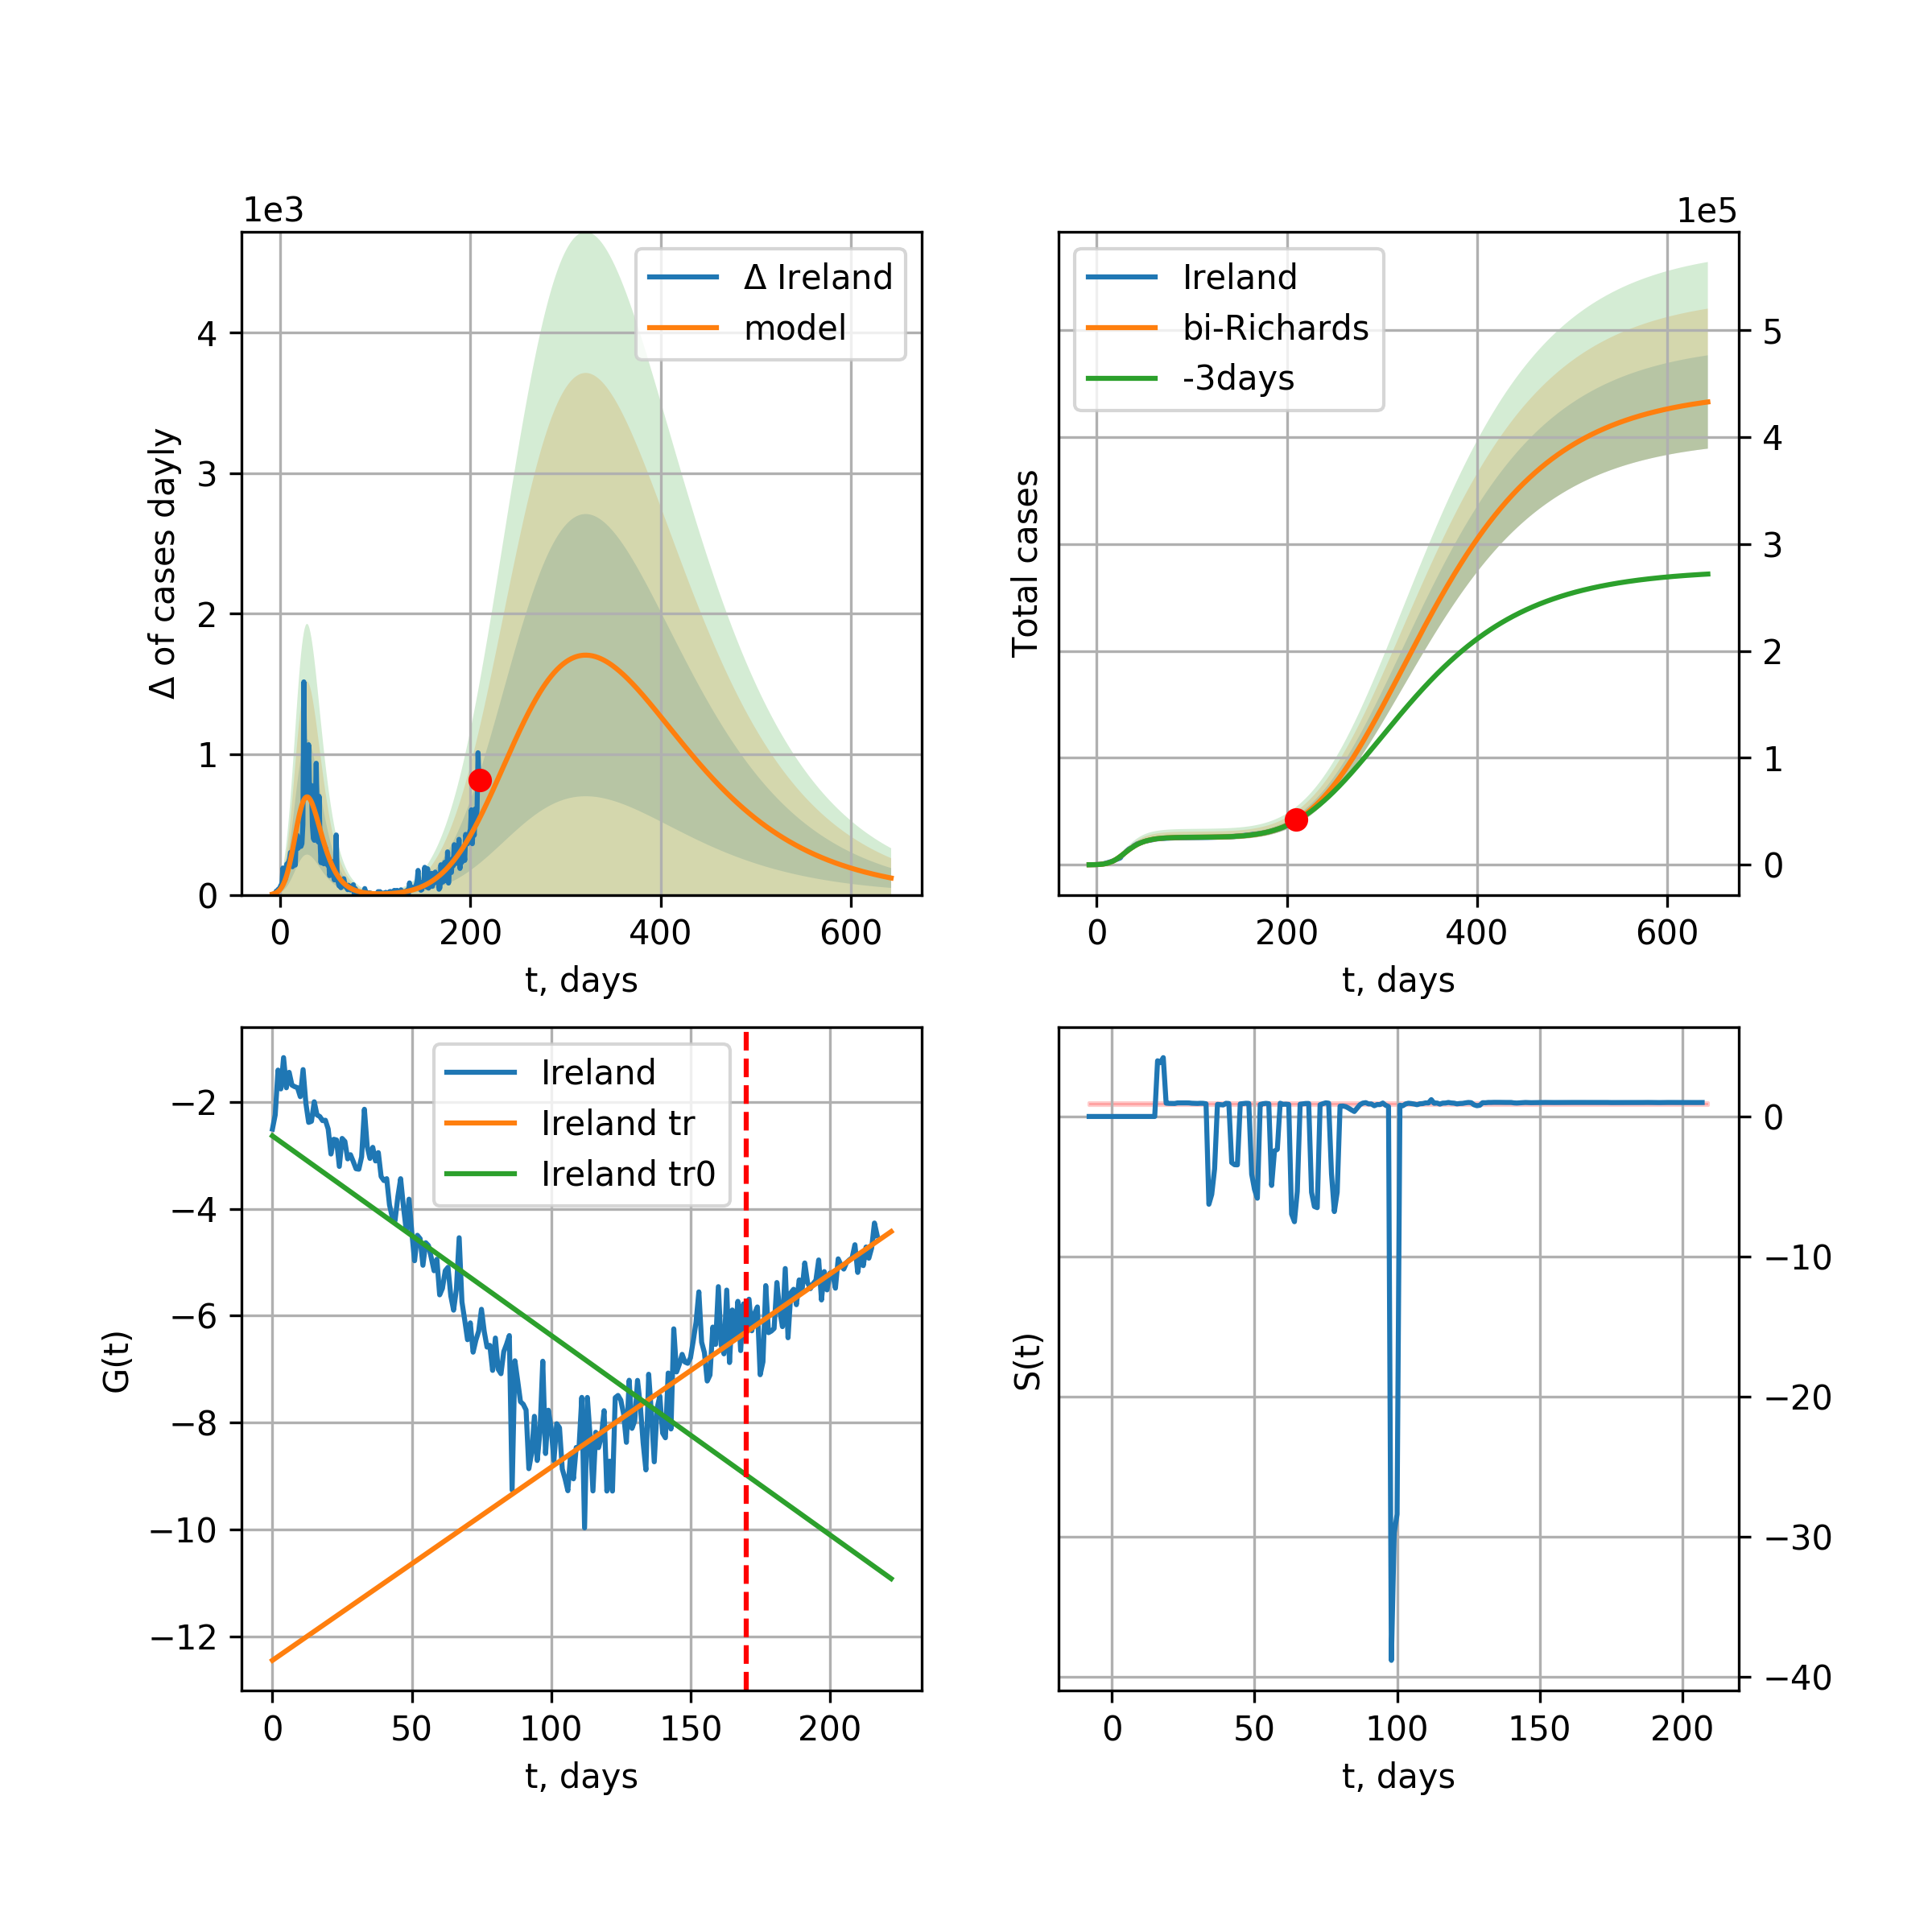 1e3
Δ Ireland
model
4
3
2
1
0
Δ of cases dayly
0
200
400
600
t, days
1e5
Ireland
bi-Richards
-3days
5
4
3
2
1
0
Total cases
0
200
400
600
t, days
Ireland
Ireland tr
Ireland tr0
−2
−4
−6
−8
−10
−12
G(t)
0
50
100
150
200
t, days
0
−10
−20
−30
−40
S(t)
0
50
100
150
200
t, days